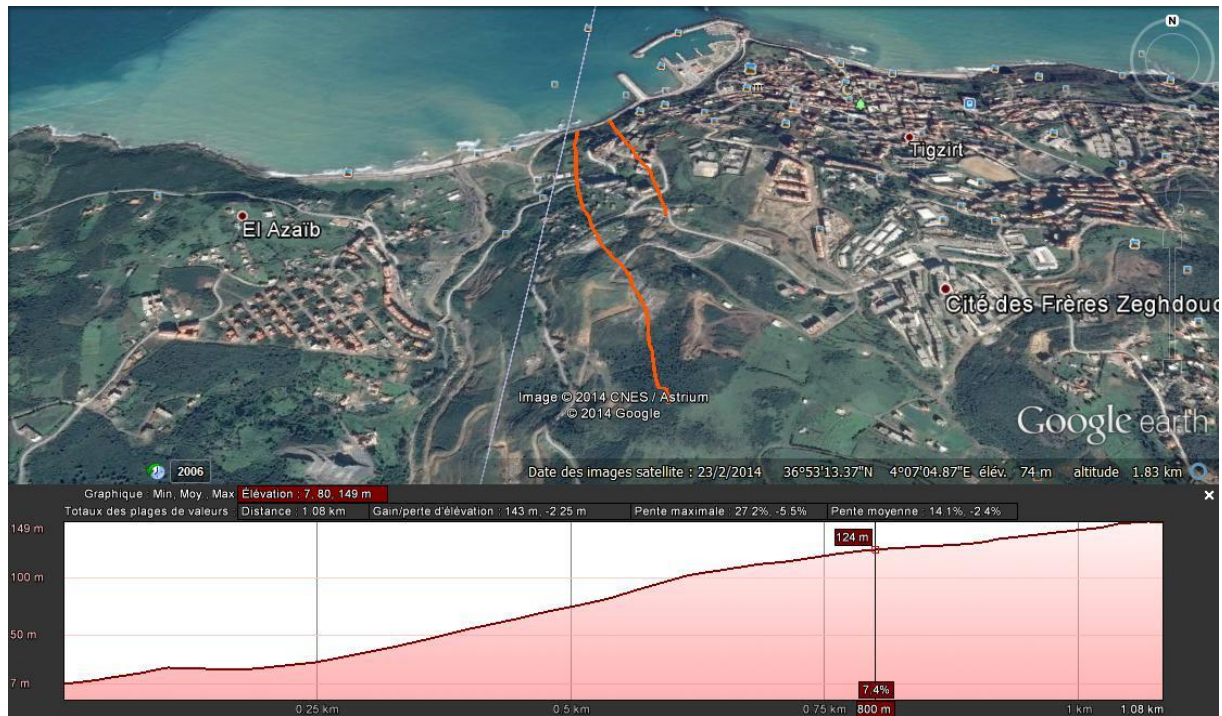 N
Tigzirt
El Azaïb
Cité des Frères Zeghdoud
Image © 2014 CNES / Astrium
© 2014 Google
Google earth
2006
Date des images satellite : 23/2/2014 36°53'13.37"N 4°07'04.87"E élév. 74 m altitude 1.83 km
Graphique : Min, Moy, Max Élévation : 7, 80, 149 m
Totaux des plages de valeurs Distance : 1.08 km Gain/perte d'élévation : 143 m, -2.25 m Pente maximale : 27.2%, -5.5% Pente moyenne : 14.1%, -2.4%
149 m
124 m
100 m
50 m
7 m
7.4%
0.25 km 0.5 km 0.75 km 800 m 1 km 1.08 km